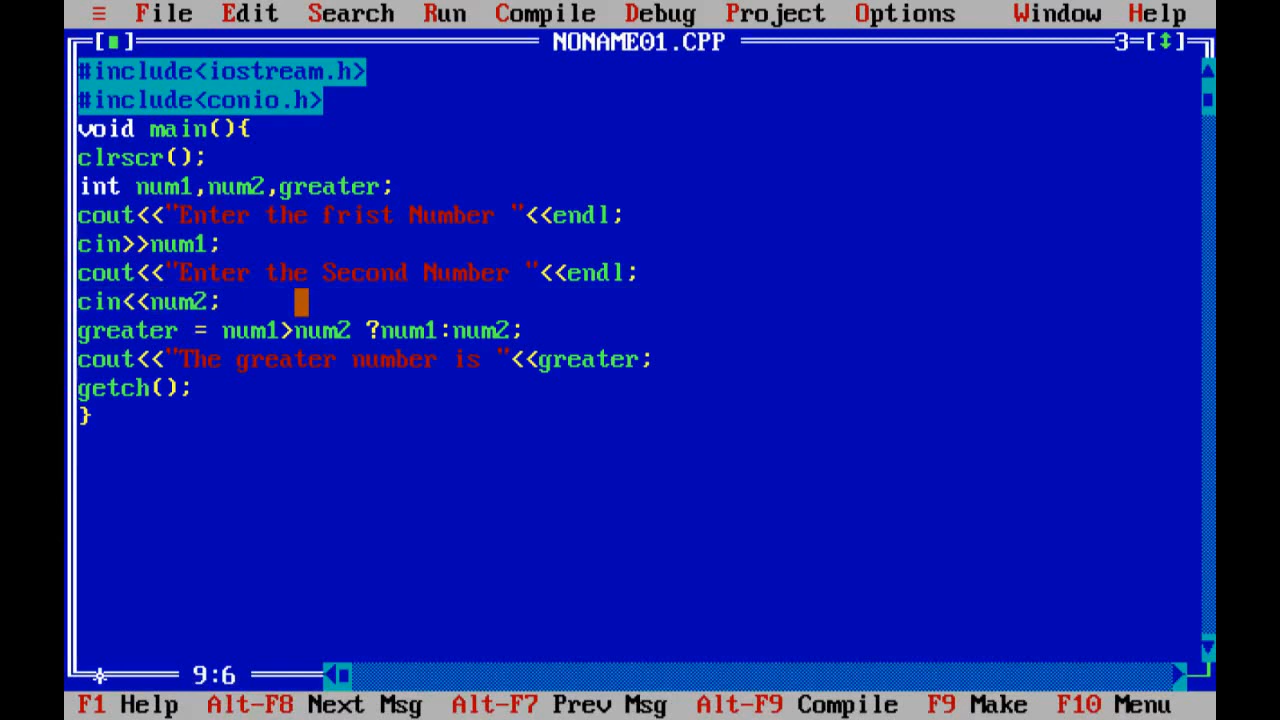 ≡ File Edit Search Run Compile Debug Project Options Window Help
[■] NONAME01.CPP 3=[↕]
#include<iostream.h>
#include<conio.h>
void main(){
clrscr();
int num1,num2,greater;
cout<<"Enter the frist Number "<<endl;
cin>>num1;
cout<<"Enter the Second Number "<<endl;
cin<<num2;
greater = num1>num2 ?num1:num2;
cout<<"The greater number is "<<greater;
getch();
}
9:6
F1 Help Alt-F8 Next Msg Alt-F7 Prev Msg Alt-F9 Compile F9 Make F10 Menu